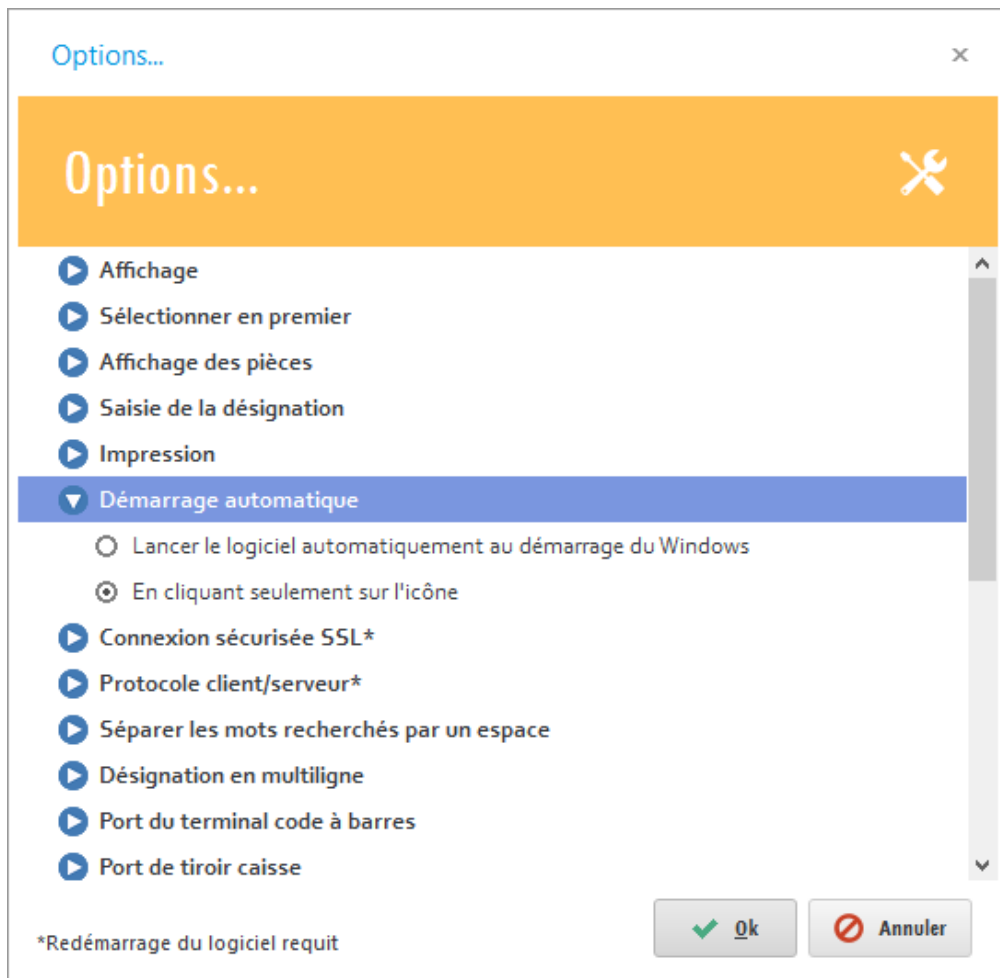 Options...
Options...
Affichage
Sélectionner en premier
Affichage des pièces
Saisie de la désignation
Impression
Démarrage automatique
Lancer le logiciel automatiquement au démarrage du Windows
En cliquant seulement sur l'icône
Connexion sécurisée SSL*
Protocole client/serveur*
Séparer les mots recherchés par un espace
Désignation en multiligne
Port du terminal code à barres
Port de tiroir caisse
*Redémarrage du logiciel requit
Ok
Annuler